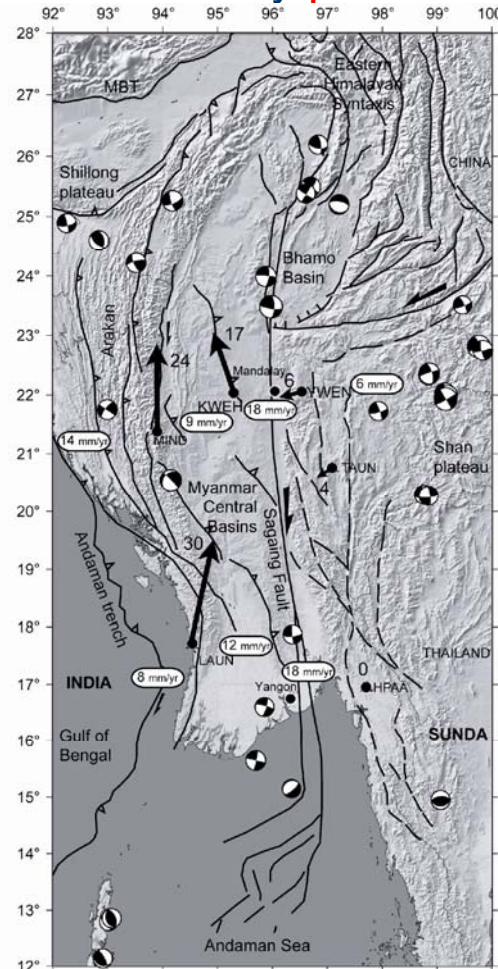 92° 93° 94° 95° 96° 97° 98° 99° 100
28°
27°
26°
25°
24°
23°
22°
21°
20°
19°
18°
17°
16°
15°
14°
13°
12°
MBT
Eastern
Himalayan
Syntaxis
CHINA
Shillong
plateau
Bhamo
Basin
Arakan
17
24
Mandalay
6
YWEN
6 mm/yr
KWEH
18 mm/yr
9 mm/yr
MIND
14 mm/yr
TAUN
Shan
plateau
4
Myanmar
Central
Basins
Sagaing Fault
30
Andaman trench
12 mm/yr
THAILAND
LAUN
8 mm/yr
18 mm/yr
0
INDIA
Yangon
HPAA
SUNDA
Gulf of
Bengal
Andaman Sea